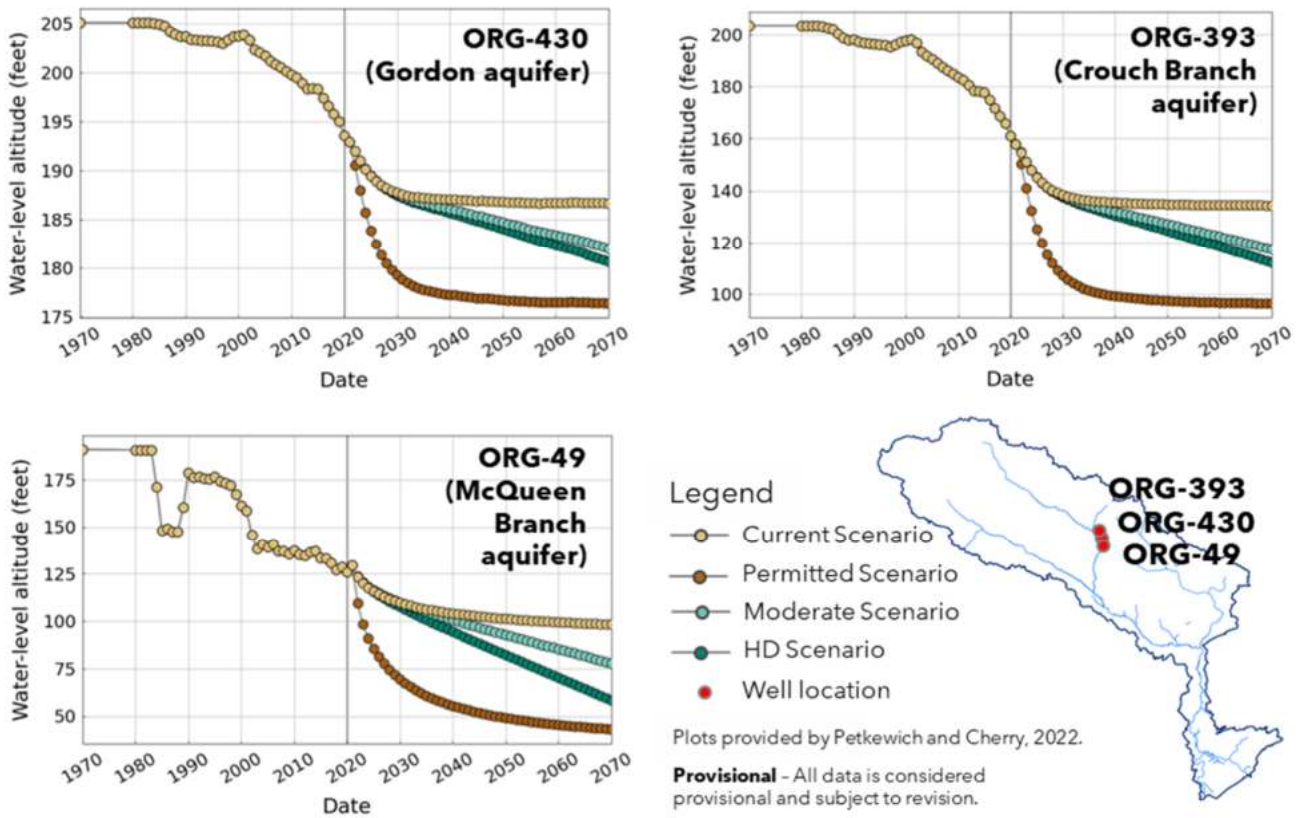 ORG-430
(Gordon aquifer)
Water-level altitude (feet)
205
200
195
190
185
180
175
1970
1980
1990
2000
2010
2020
2030
2040
2050
2060
2070
Date
ORG-393
(Crouch Branch
aquifer)
Water-level altitude (feet)
200
180
160
140
120
100
1970
1980
1990
2000
2010
2020
2030
2040
2050
2060
2070
Date
ORG-49
(McQueen
Branch
aquifer)
Water-level altitude (feet)
175
150
125
100
75
50
1970
1980
1990
2000
2010
2020
2030
2040
2050
2060
2070
Date
Legend
Current Scenario
Permitted Scenario
Moderate Scenario
HD Scenario
Well location
Plots provided by Petkewich and Cherry, 2022.
Provisional - All data is considered
provisional and subject to revision.
ORG-393
ORG-430
ORG-49